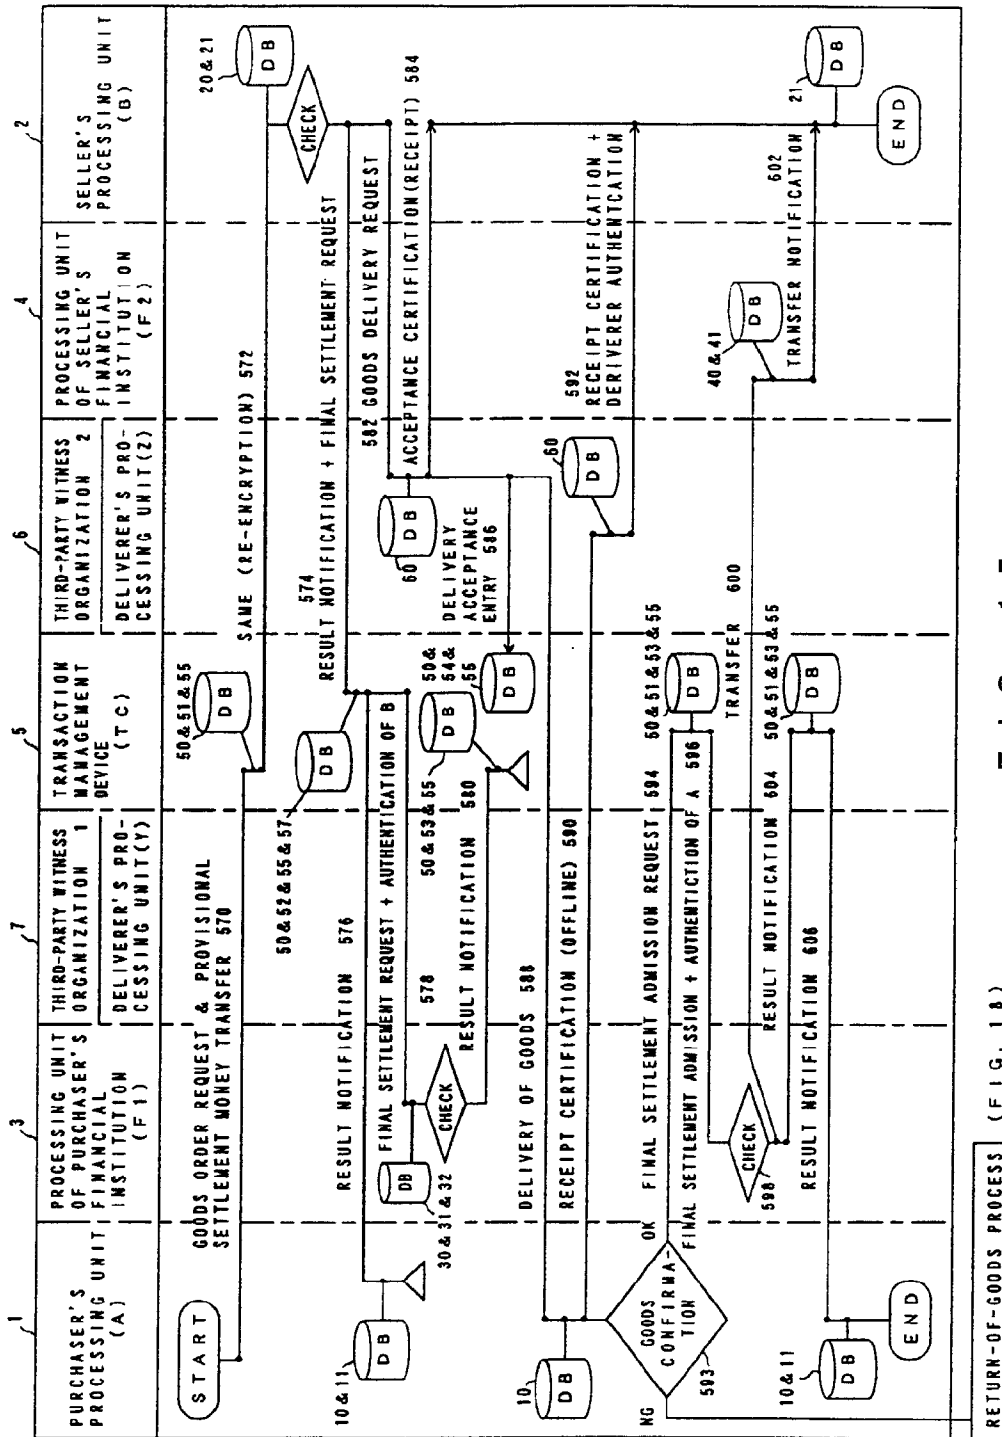 1
PURCHASER'S
PROCESSING UNIT
(A)
3
PROCESSING UNIT
OF PURCHASER'S
FINANCIAL
INSTITUTION
(F1)
7
THIRD-PARTY WITNESS
ORGANIZATION 1
DELIVERER'S PRO-
CESSING UNIT(Y)
5
TRANSACTION
MANAGEMENT
DEVICE
(TC)
6
THIRD-PARTY WITNESS
ORGANIZATION 2
DELIVERER'S PRO-
CESSING UNIT(Z)
4
PROCESSING UNIT
OF SELLER'S
FINANCIAL
INSTITUTION
(F2)
2
SELLER'S
PROCESSING UNIT
(B)
START
GOODS ORDER REQUEST & PROVISIONAL
SETTLEMENT MONEY TRANSFER 570
50&51&55
DB
SAME (RE-ENCRYPTION) 572
20&21
DB
CHECK
574
RESULT NOTIFICATION + FINAL SETTLEMENT REQUEST
50&52&55&57
DB
RESULT NOTIFICATION 576
10&11
DB
FINAL SETTLEMENT REQUEST + AUTHENTICATION OF B
578
DB
30&31&32
CHECK
RESULT NOTIFICATION 580
50&53&55
DB
582 GOODS DELIVERY REQUEST
60
DB
ACCEPTANCE CERTIFICATION(RECEIPT) 584
DELIVERY
ACCEPTANCE
ENTRY 586
50&
54&
55
DB
DELIVERY OF GOODS 588
10
DB
RECEIPT CERTIFICATION (OFFLINE) 590
60
DB
592
RECEIPT CERTIFICATION +
DERIVERER AUTHENTCATION
NG
GOODS
CONFIRMA-
TION
593
OK
FINAL SETTLEMENT ADMISSION REQUEST 594
50&51&53&55
DB
FINAL SETTLEMENT ADMISSION + AUTHENTICTION OF A 596
CHECK
598
TRANSFER 600
40&41
DB
TRANSFER NOTIFICATION
602
21
DB
END
RESULT NOTIFICATION 604
50&51&53&55
DB
RESULT NOTIFICATION 606
10&11
DB
END
RETURN-OF-GOODS PROCESS (FIG. 18)